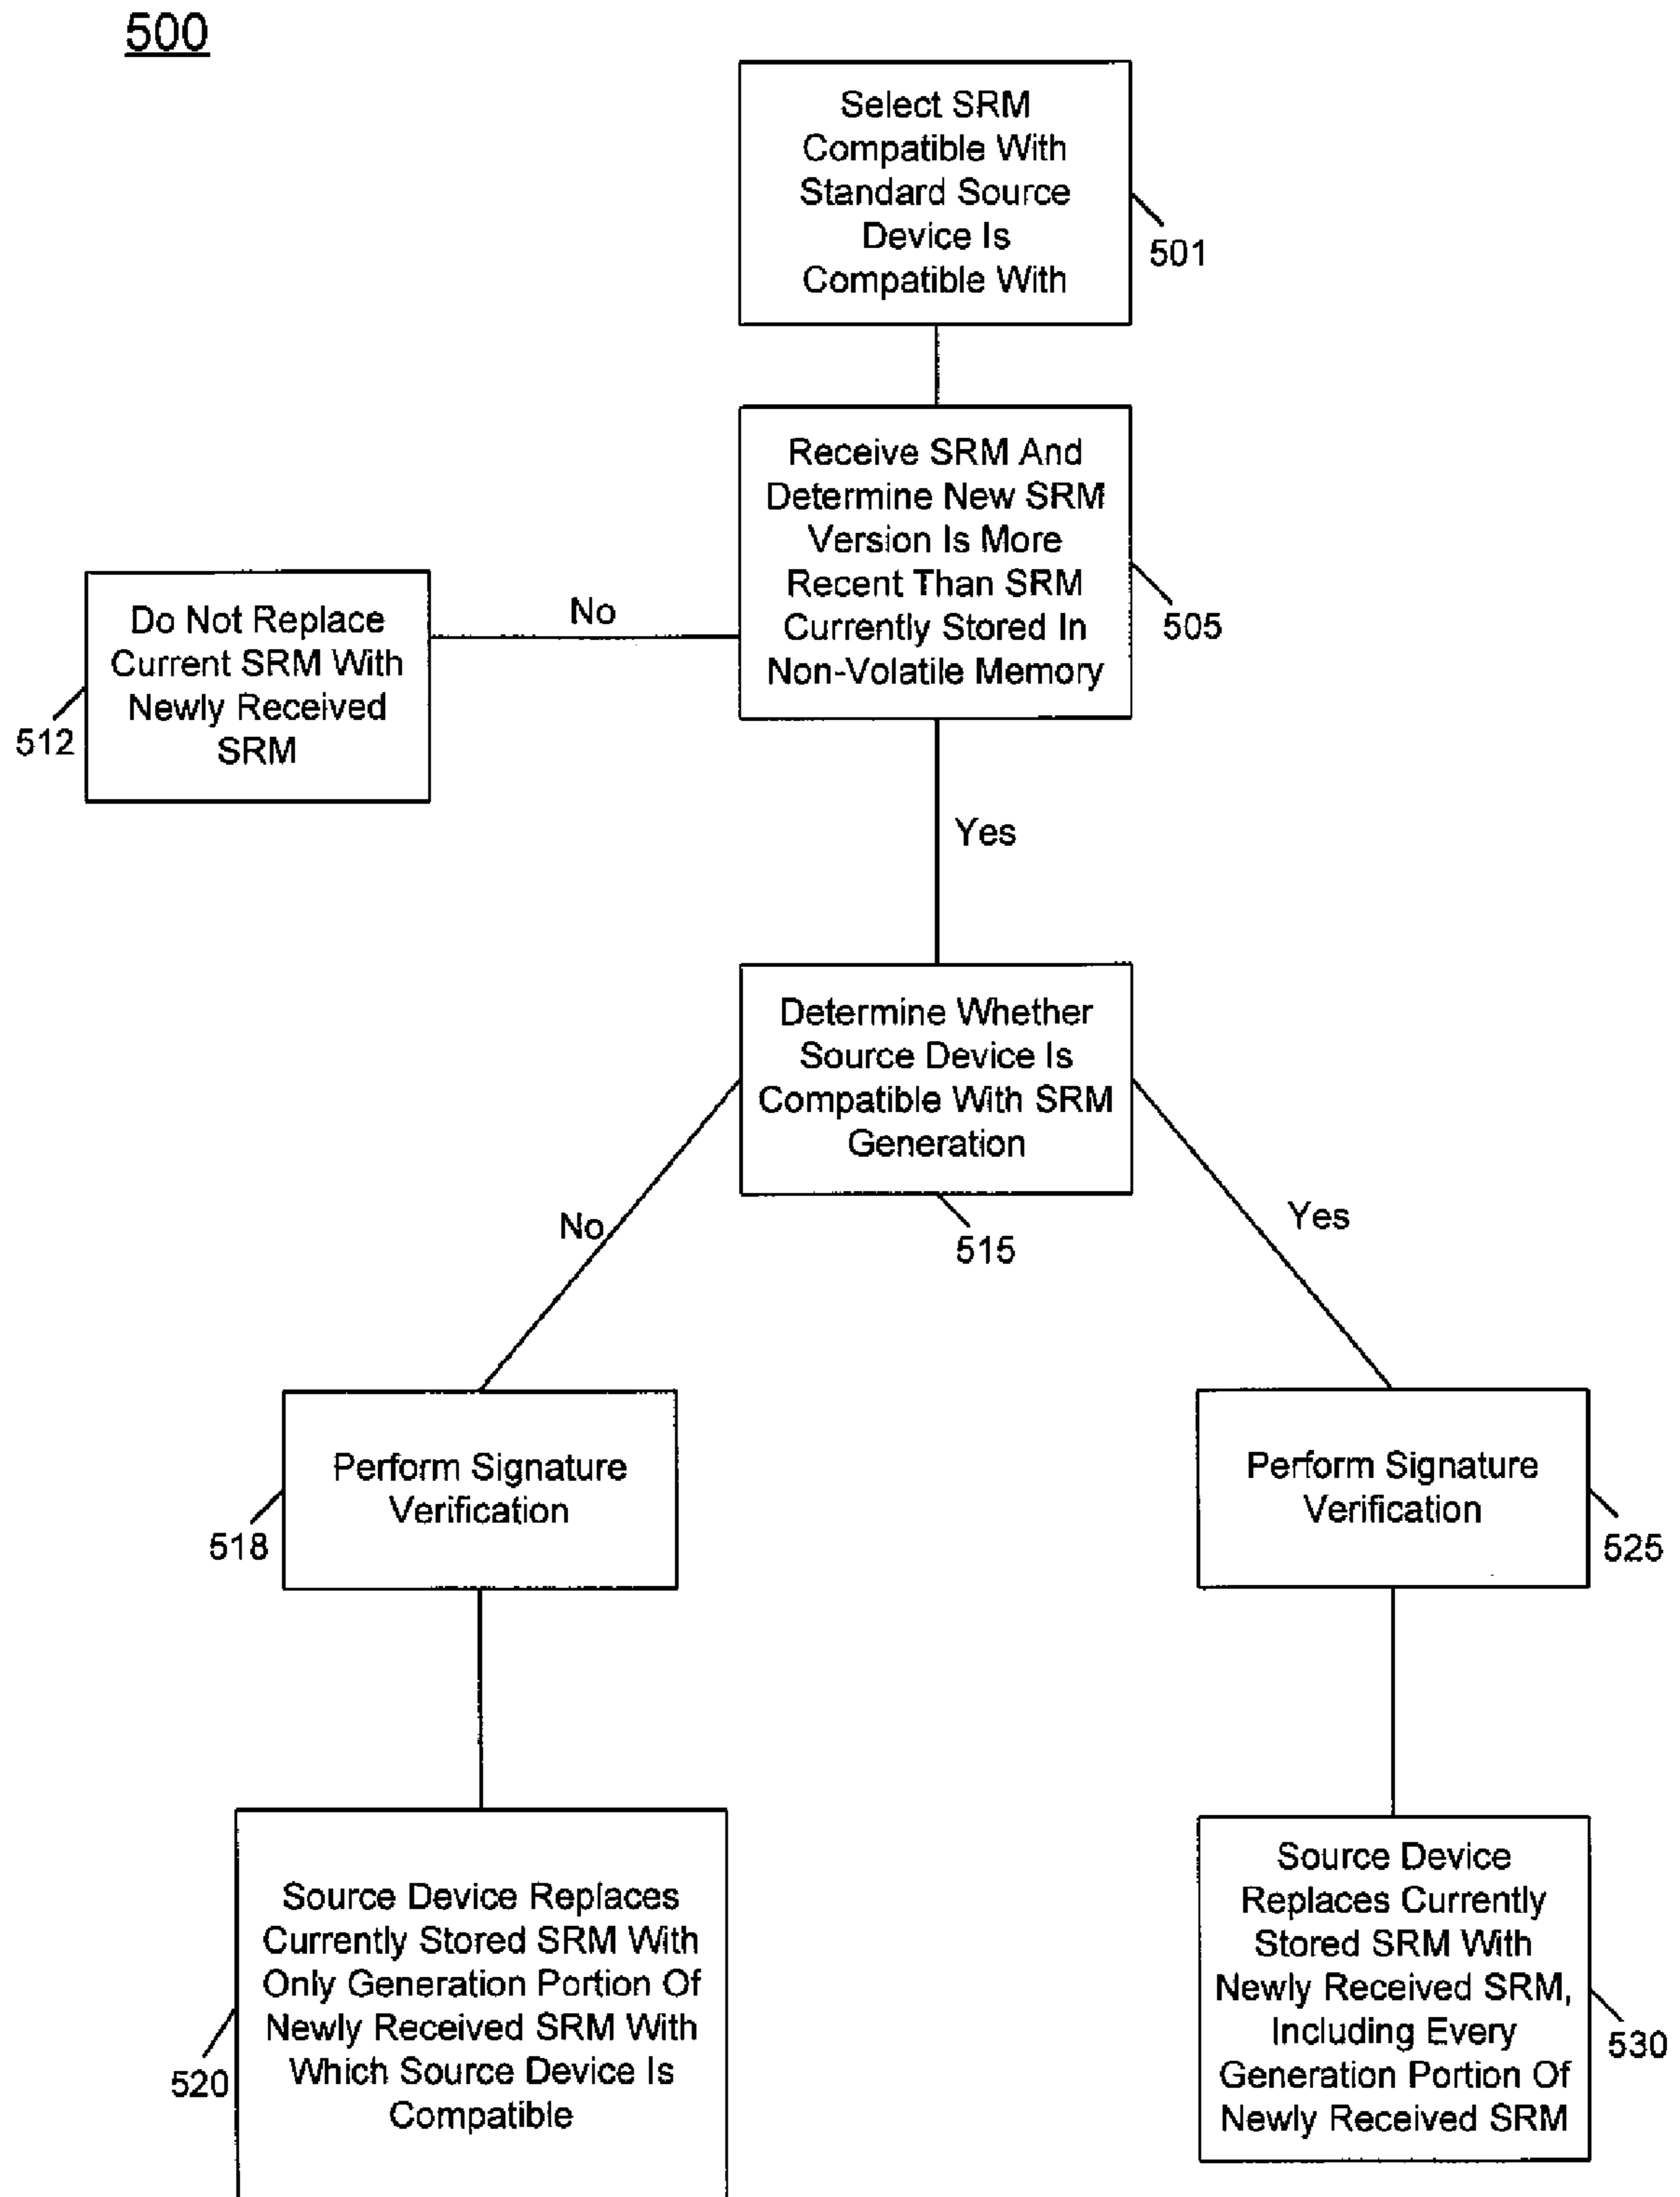 500
Select SRM
Compatible With
Standard Source
Device Is
Compatible With
501
Receive SRM And
Determine New SRM
Version Is More
Recent Than SRM
Currently Stored In
Non-Volatile Memory
505
No
Do Not Replace
Current SRM With
Newly Received
SRM
512
Yes
Determine Whether
Source Device Is
Compatible With SRM
Generation
515
No
Yes
Perform Signature
Verification
518
Perform Signature
Verification
525
Source Device Replaces
Currently Stored SRM With
Only Generation Portion Of
Newly Received SRM With
Which Source Device Is
Compatible
520
Source Device
Replaces Currently
Stored SRM With
Newly Received SRM,
Including Every
Generation Portion Of
Newly Received SRM
530